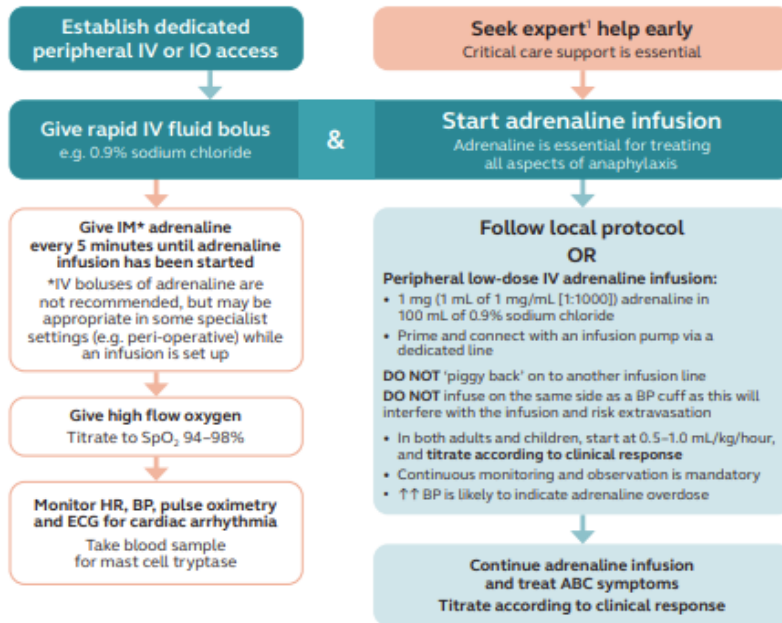 Establish dedicated
peripheral IV or IO access
Seek expert¹ help early
Critical care support is essential
Give rapid IV fluid bolus
e.g. 0.9% sodium chloride
&
Start adrenaline infusion
Adrenaline is essential for treating
all aspects of anaphylaxis
Give IM* adrenaline
every 5 minutes until adrenaline
infusion has been started
*IV boluses of adrenaline are
not recommended, but may be
appropriate in some specialist
settings (e.g. peri-operative) while
an infusion is set up
Give high flow oxygen
Titrate to SpO₂ 94–98%
Monitor HR, BP, pulse oximetry
and ECG for cardiac arrhythmia
Take blood sample
for mast cell tryptase
Follow local protocol
OR
Peripheral low-dose IV adrenaline infusion:
• 1 mg (1 mL of 1 mg/mL [1:1000]) adrenaline in
100 mL of 0.9% sodium chloride
• Prime and connect with an infusion pump via a
dedicated line
DO NOT ‘piggy back’ on to another infusion line
DO NOT infuse on the same side as a BP cuff as this will
interfere with the infusion and risk extravasation
• In both adults and children, start at 0.5–1.0 mL/kg/hour,
and titrate according to clinical response
• Continuous monitoring and observation is mandatory
• ↑↑ BP is likely to indicate adrenaline overdose
Continue adrenaline infusion
and treat ABC symptoms
Titrate according to clinical response